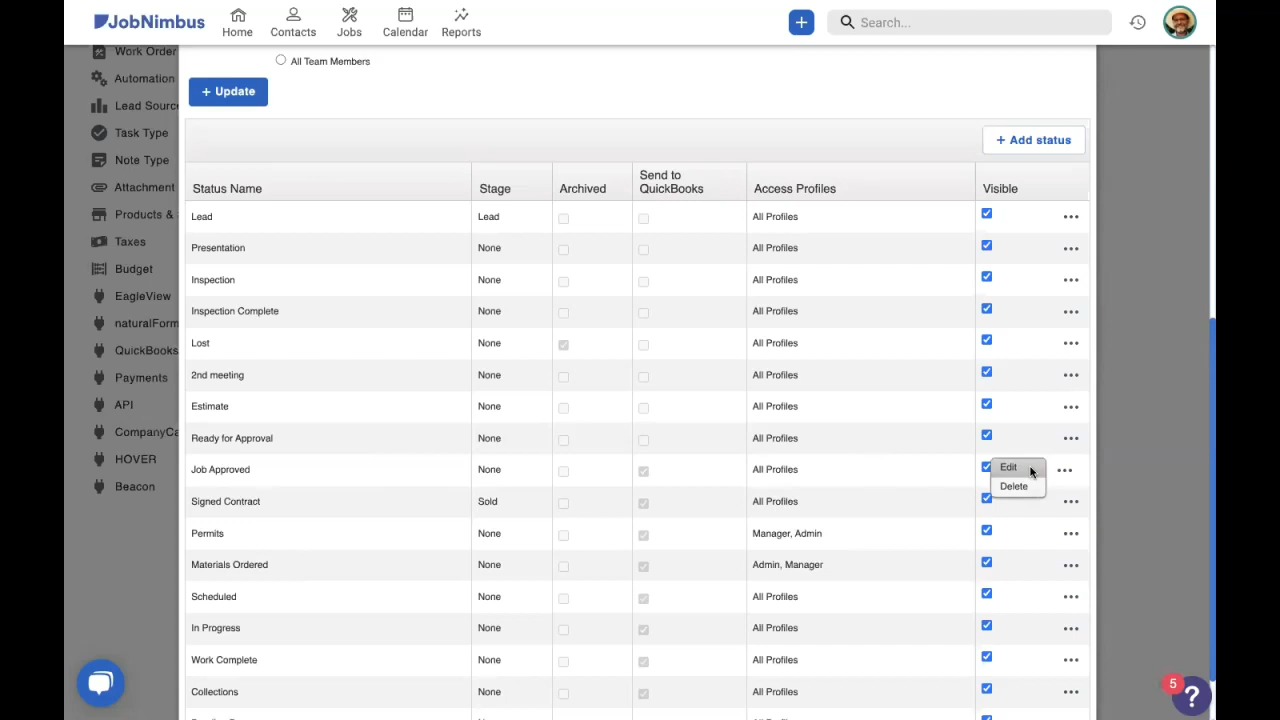 JobNimbus
Home
Contacts
Jobs
Calendar
Reports
+
Search...
Work Order
Automation
Lead Sourc
Task Type
Note Type
Attachment
Products &
Taxes
Budget
EagleView
naturalForm
QuickBooks
Payments
API
CompanyCa
HOVER
Beacon
All Team Members
+ Update
+ Add status
Status Name Stage Archived Send to QuickBooks Access Profiles Visible
Lead Lead All Profiles
Presentation None All Profiles
Inspection None All Profiles
Inspection Complete None All Profiles
Lost None All Profiles
2nd meeting None All Profiles
Estimate None All Profiles
Ready for Approval None All Profiles
Job Approved None All Profiles
Edit
Delete
Signed Contract Sold All Profiles
Permits None Manager, Admin
Materials Ordered None Admin, Manager
Scheduled None All Profiles
In Progress None All Profiles
Work Complete None All Profiles
Collections None All Profiles
5
?